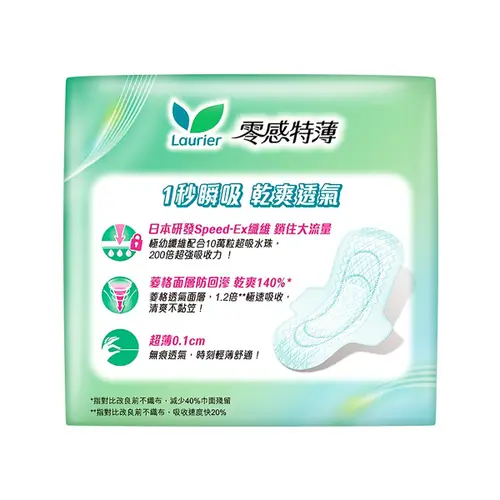 Laurier 零感特薄
1秒瞬吸 乾爽透氣
日本研發Speed-Ex纖維 鎖住大流量
極幼纖維配合10萬粒超吸水珠，
200倍超強吸收力！
菱格面層防回滲 乾爽140%*
菱格透氣面層，1.2倍**極速吸收，
清爽不黏笠！
超薄0.1cm
無痕透氣，時刻輕薄舒適！
*指對比改良前不織布，減少40%巾面殘留
**指對比改良前不織布，吸收速度快20%